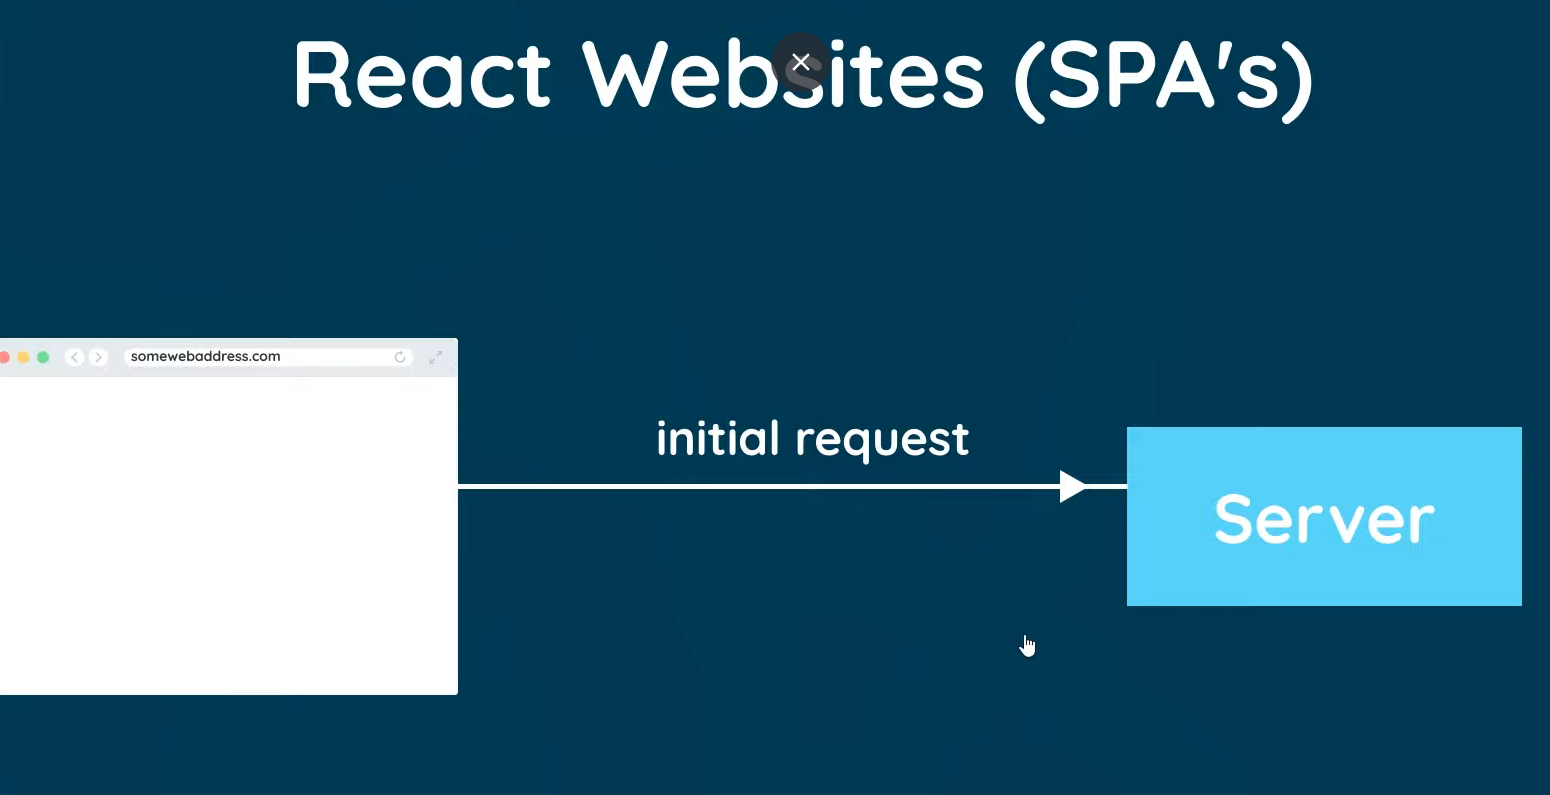 React Websites (SPA's)
somewebaddress.com
initial request
Server